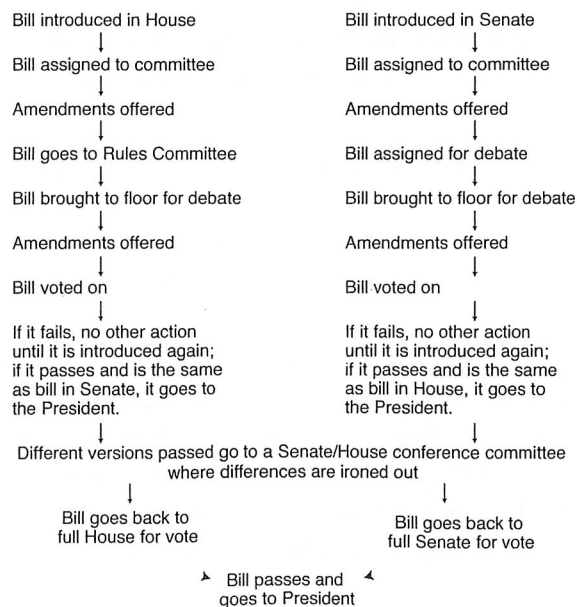 Bill introduced in House
Bill assigned to committee
Amendments offered
Bill goes to Rules Committee
Bill brought to floor for debate
Amendments offered
Bill voted on
If it fails, no other action
until it is introduced again;
if it passes and is the same
as bill in Senate, it goes to
the President.
Bill introduced in Senate
Bill assigned to committee
Amendments offered
Bill assigned for debate
Bill brought to floor for debate
Amendments offered
Bill voted on
If it fails, no other action
until it is introduced again;
if it passes and is the same
as bill in House, it goes to
the President.
Different versions passed go to a Senate/House conference committee
where differences are ironed out
Bill goes back to
full House for vote
Bill goes back to
full Senate for vote
Bill passes and
goes to President